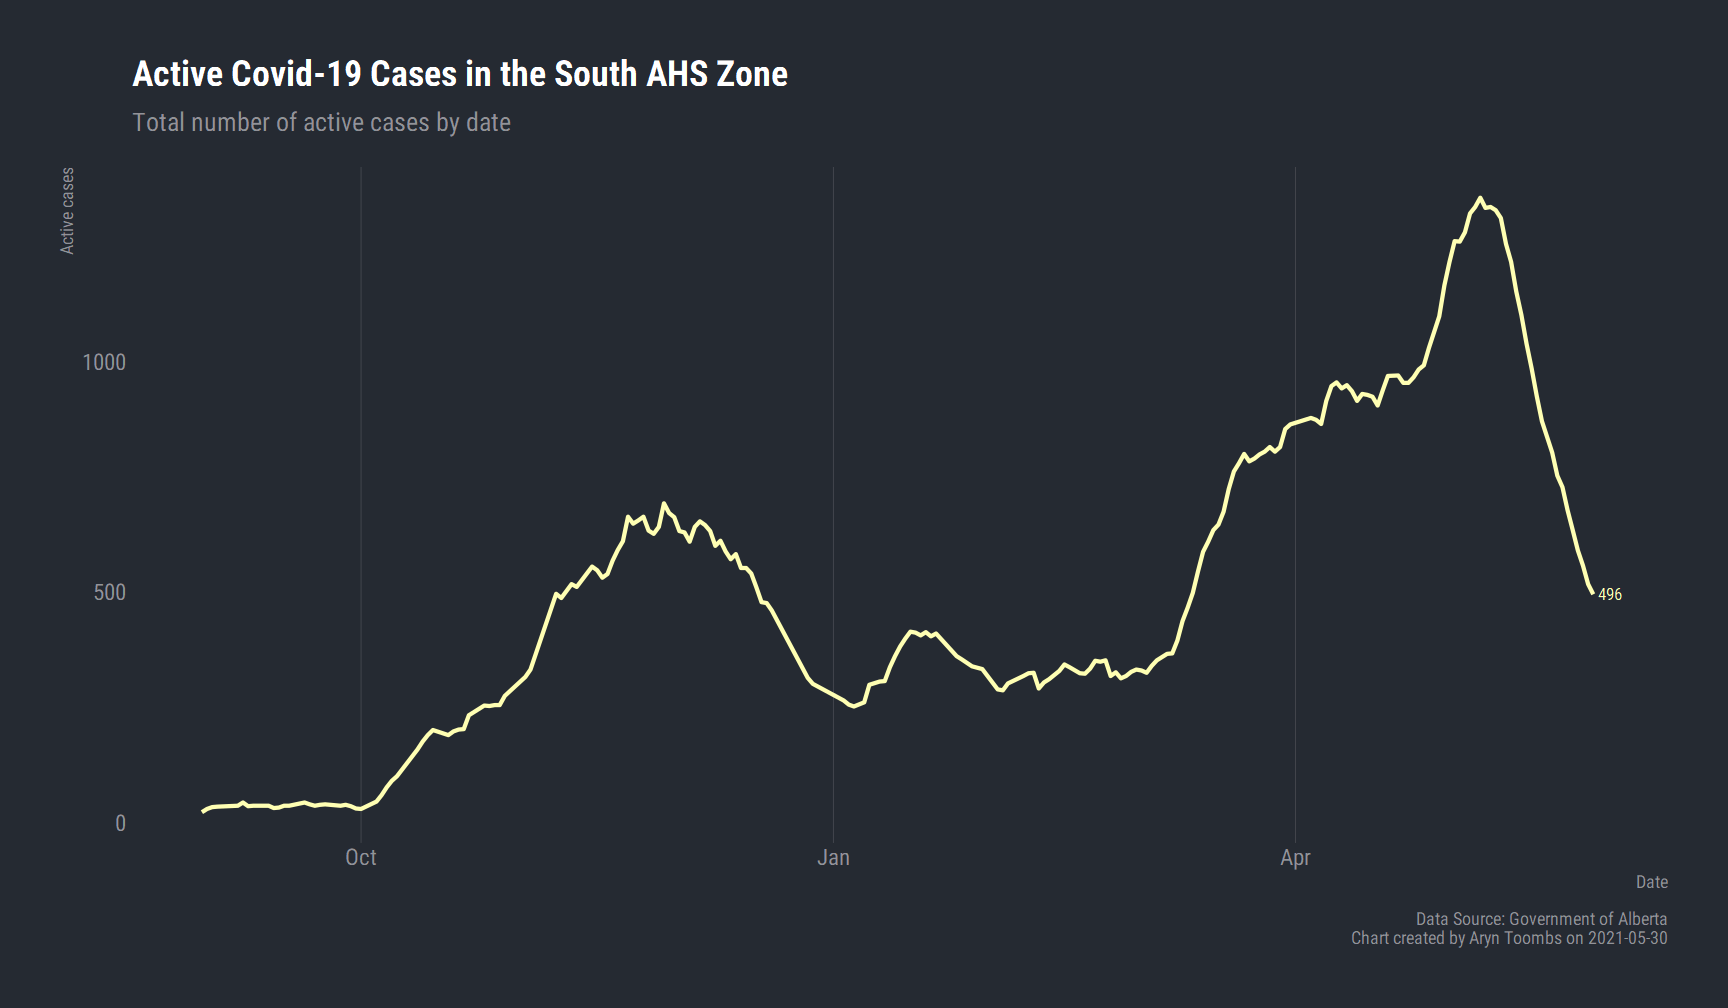 Active Covid-19 Cases in the South AHS Zone
Total number of active cases by date
Active cases
1000
500
0
496
Oct
Jan
Apr
Date
Data Source: Government of Alberta
Chart created by Aryn Toombs on 2021-05-30